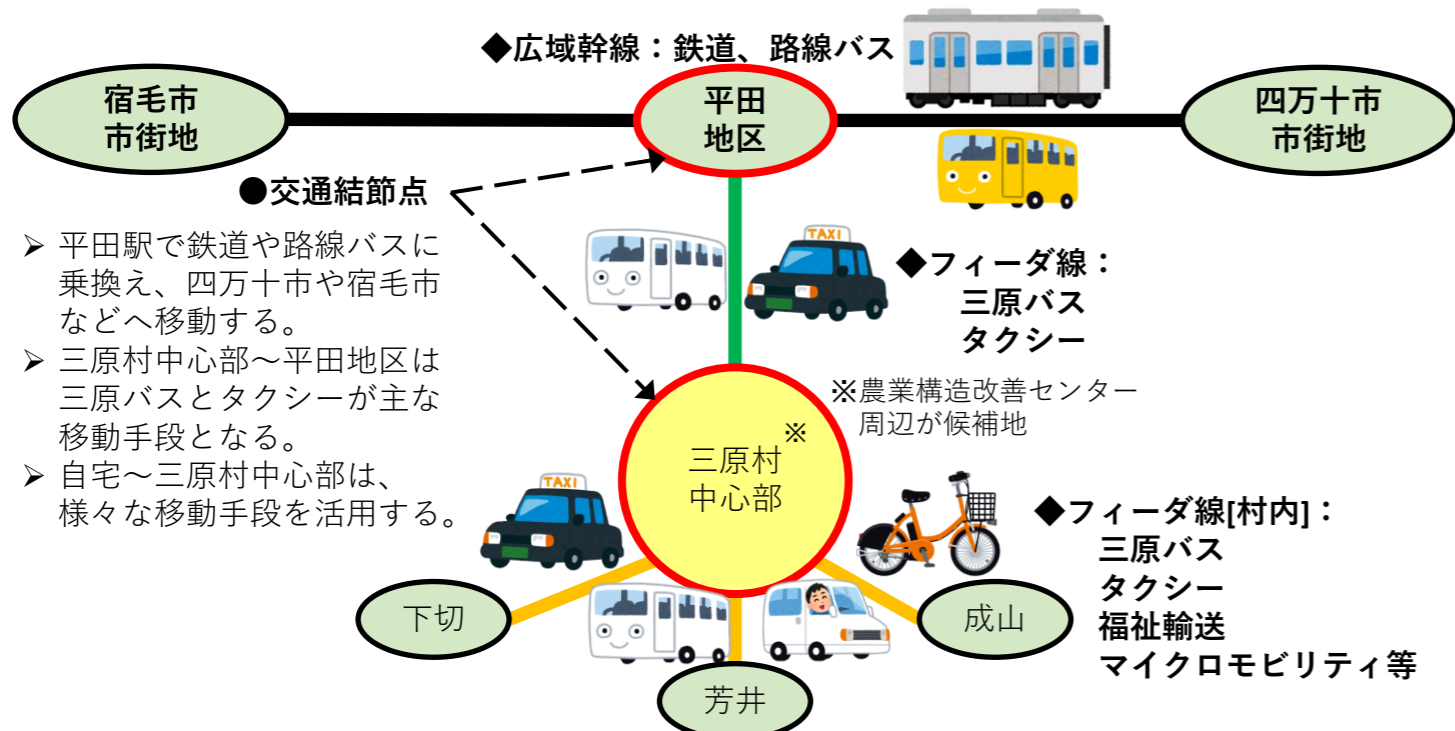 ◆広域幹線：鉄道、路線バス
宿毛市
市街地
平田
地区
四万十市
市街地
●交通結節点
➢ 平田駅で鉄道や路線バスに
乗換え、四万十市や宿毛市
などへ移動する。
➢ 三原村中心部～平田地区は
三原バスとタクシーが主な
移動手段となる。
➢ 自宅～三原村中心部は、
様々な移動手段を活用する。
TAXI
◆フィーダ線：
三原バス
タクシー
※農業構造改善センター
周辺が候補地
※
三原村
中心部
TAXI
◆フィーダ線[村内]：
三原バス
タクシー
福祉輸送
マイクロモビリティ等
下切
芳井
成山